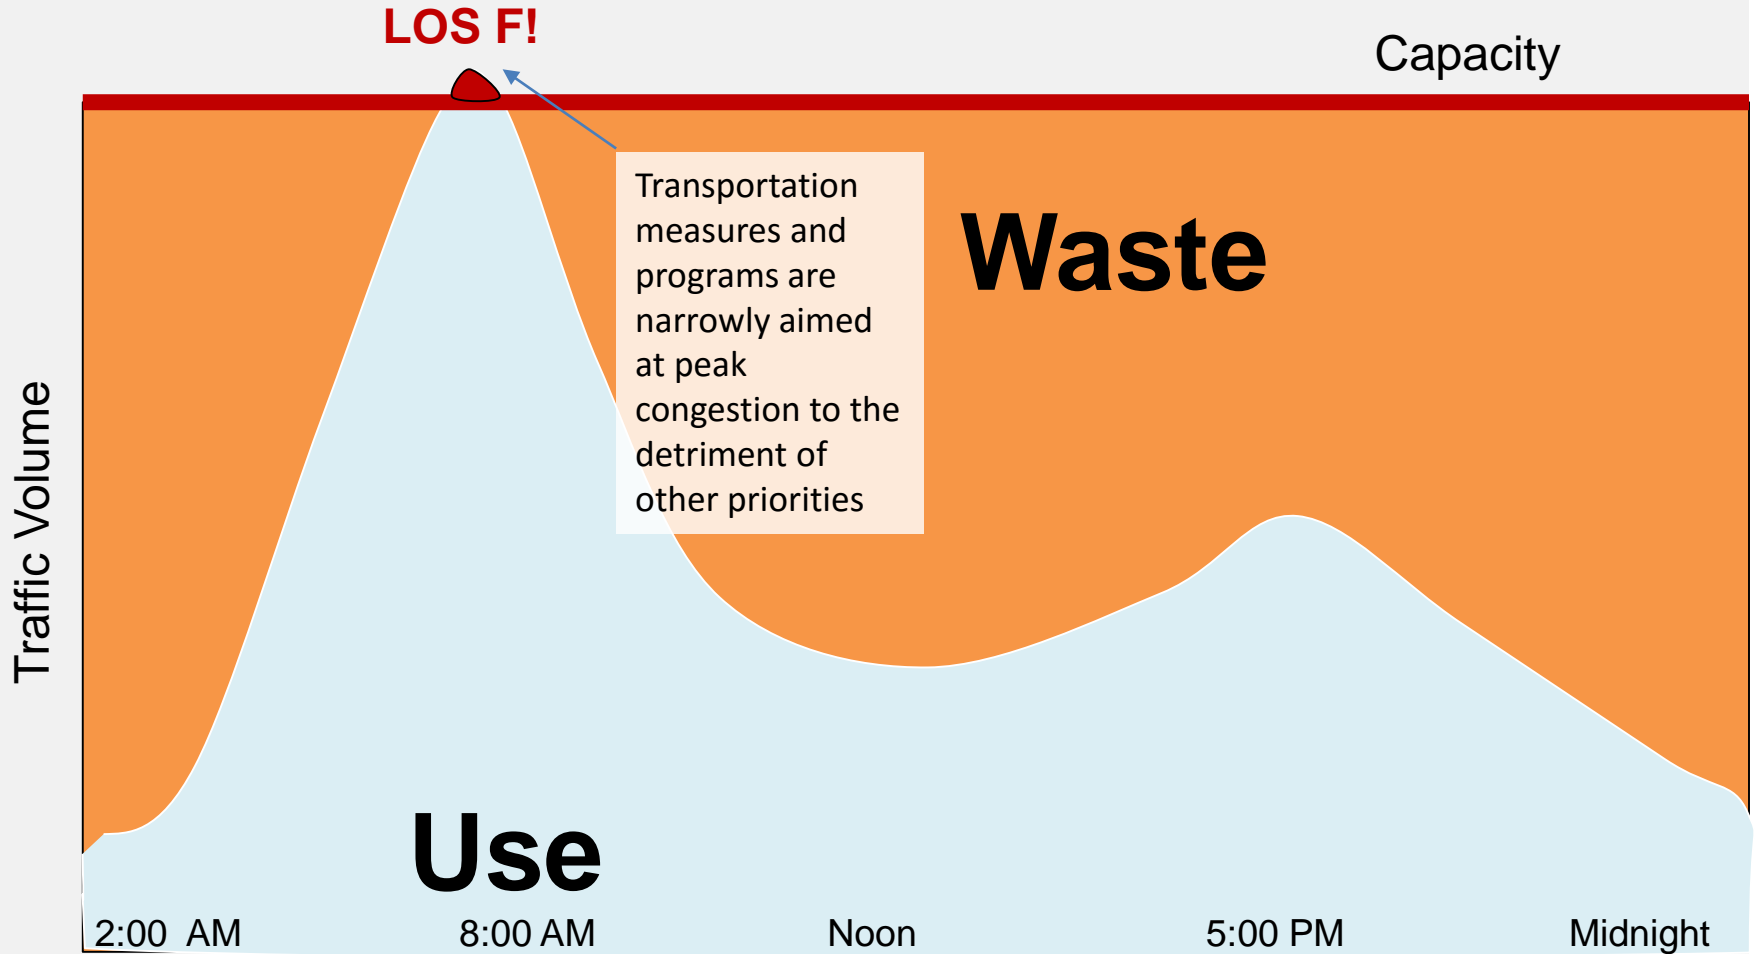 LOS F!
Capacity
Transportation
measures and
programs are
narrowly aimed
at peak
congestion to the
detriment of
other priorities
Waste
Traffic Volume
Use
2:00 AM
8:00 AM
Noon
5:00 PM
Midnight